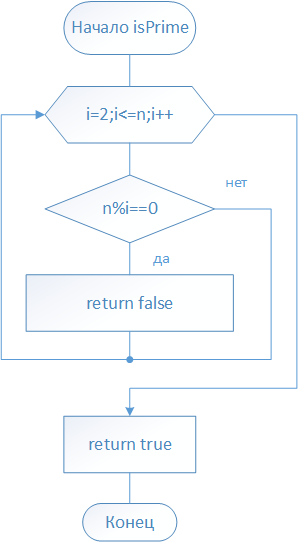 Начало isPrime
i=2;i<=n;i++
нет
n%i==0
да
return false
return true
Конец